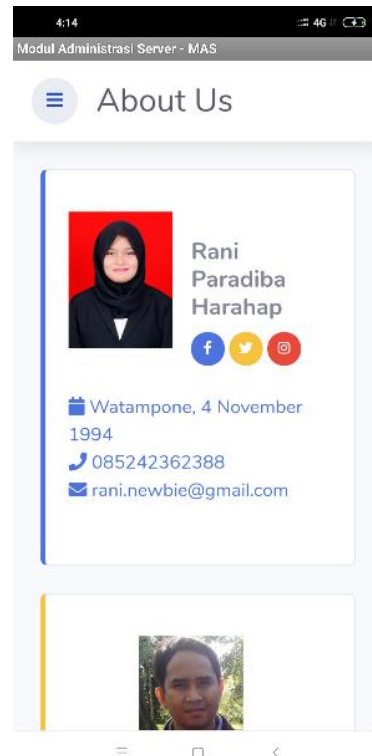 4:14
4G
Modul Administrasi Server - MAS
About Us
Rani
Paradiba
Harahap
Watampone, 4 November
1994
085242362388
rani.newbie@gmail.com